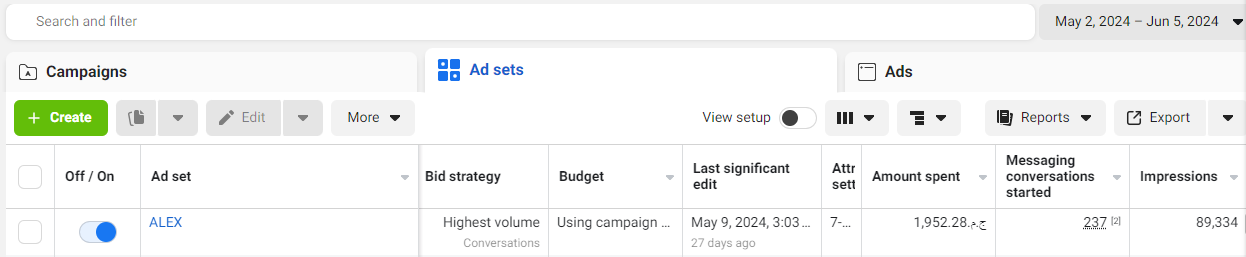 Search and filter
May 2, 2024 – Jun 5, 2024
Campaigns
Ad sets
Ads
+ Create
Edit
More
View setup
Reports
Export
Off / On
Ad set
Bid strategy
Budget
Last significant
edit
Attr
sett
Amount spent
Messaging
conversations
started
Impressions
ALEX
Highest volume
Conversations
Using campaign ...
May 9, 2024, 3:03 ...
27 days ago
7-...
1,952.28.ج.م
237 [2]
89,334